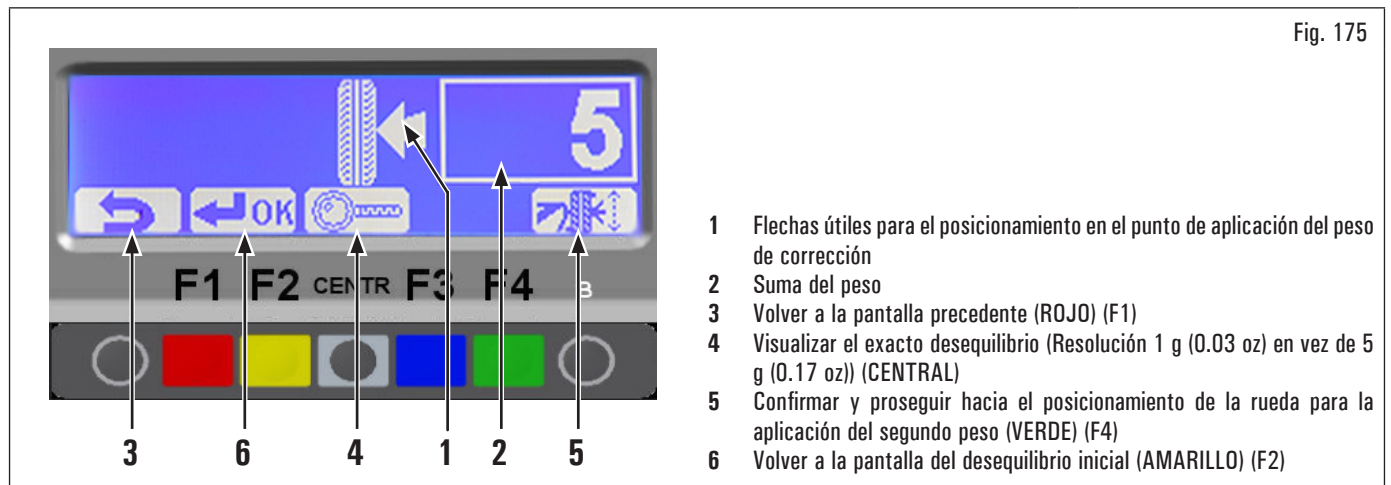 Fig. 175
5
OK
F1 F2 CENTR F3 F4 B
3 6 4 1 2 5
1 Flechas útiles para el posicionamiento en el punto de aplicación del peso
de corrección
2 Suma del peso
3 Volver a la pantalla precedente (ROJO) (F1)
4 Visualizar el exacto desequilibrio (Resolución 1 g (0.03 oz) en vez de 5
g (0.17 oz)) (CENTRAL)
5 Confirmar y proseguir hacia el posicionamiento de la rueda para la
aplicación del segundo peso (VERDE) (F4)
6 Volver a la pantalla del desequilibrio inicial (AMARILLO) (F2)